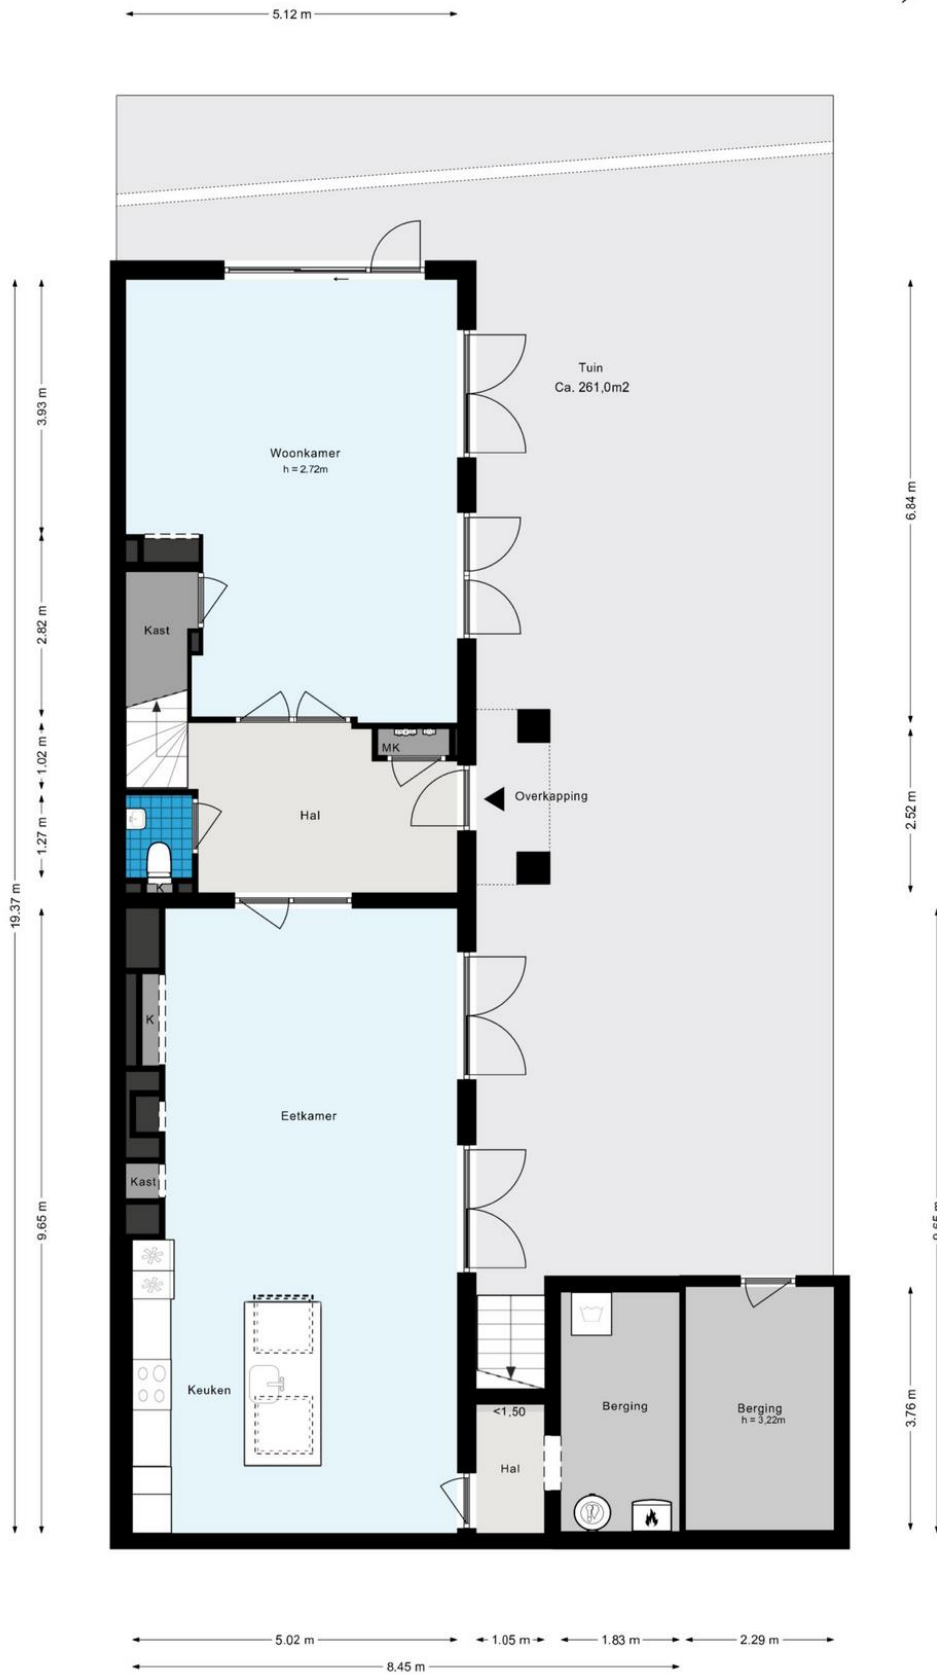 5.12 m
Tuin
Ca. 261,0m2
3.93 m
Woonkamer
h = 2.72m
6.84 m
2.82 m
Kast
1.02 m
MK
Overkapping
Hal
2.52 m
1.27 m
K
19.37 m
K
Eetkamer
Kast
9.65 m
Keuken
<1,50
Hal
Berging
Berging
h = 3,22m
3.76 m
5.02 m
1.05 m
1.83 m
2.29 m
8.45 m